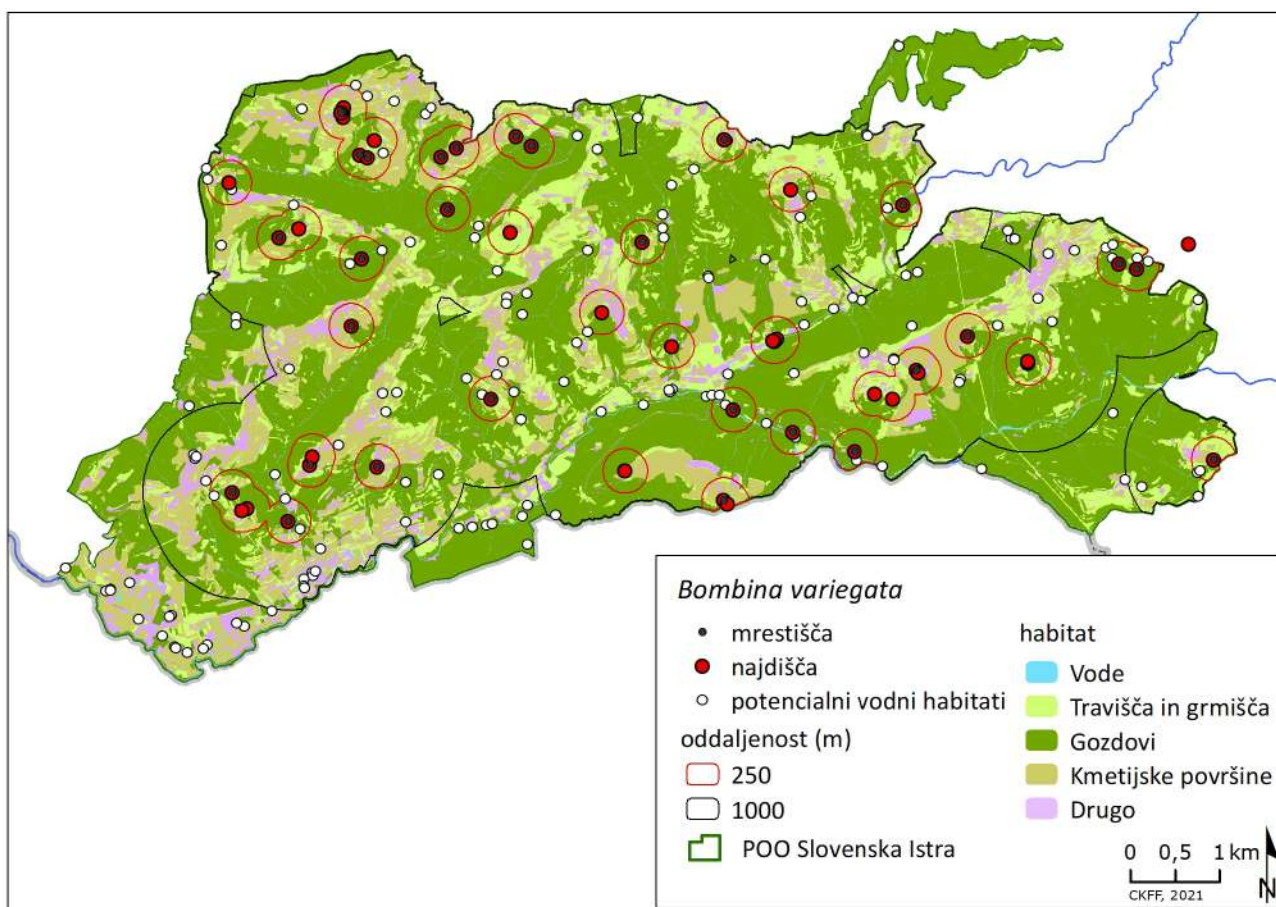 Bombina variegata
mrestišča
najdišča
potencialni vodni habitati
oddaljenost (m)
250
1000
POO Slovenska Istra
habitat
Vode
Travišča in grmišča
Gozdovi
Kmetijske površine
Drugo
0 0,5 1 km
CKFF, 2021
N